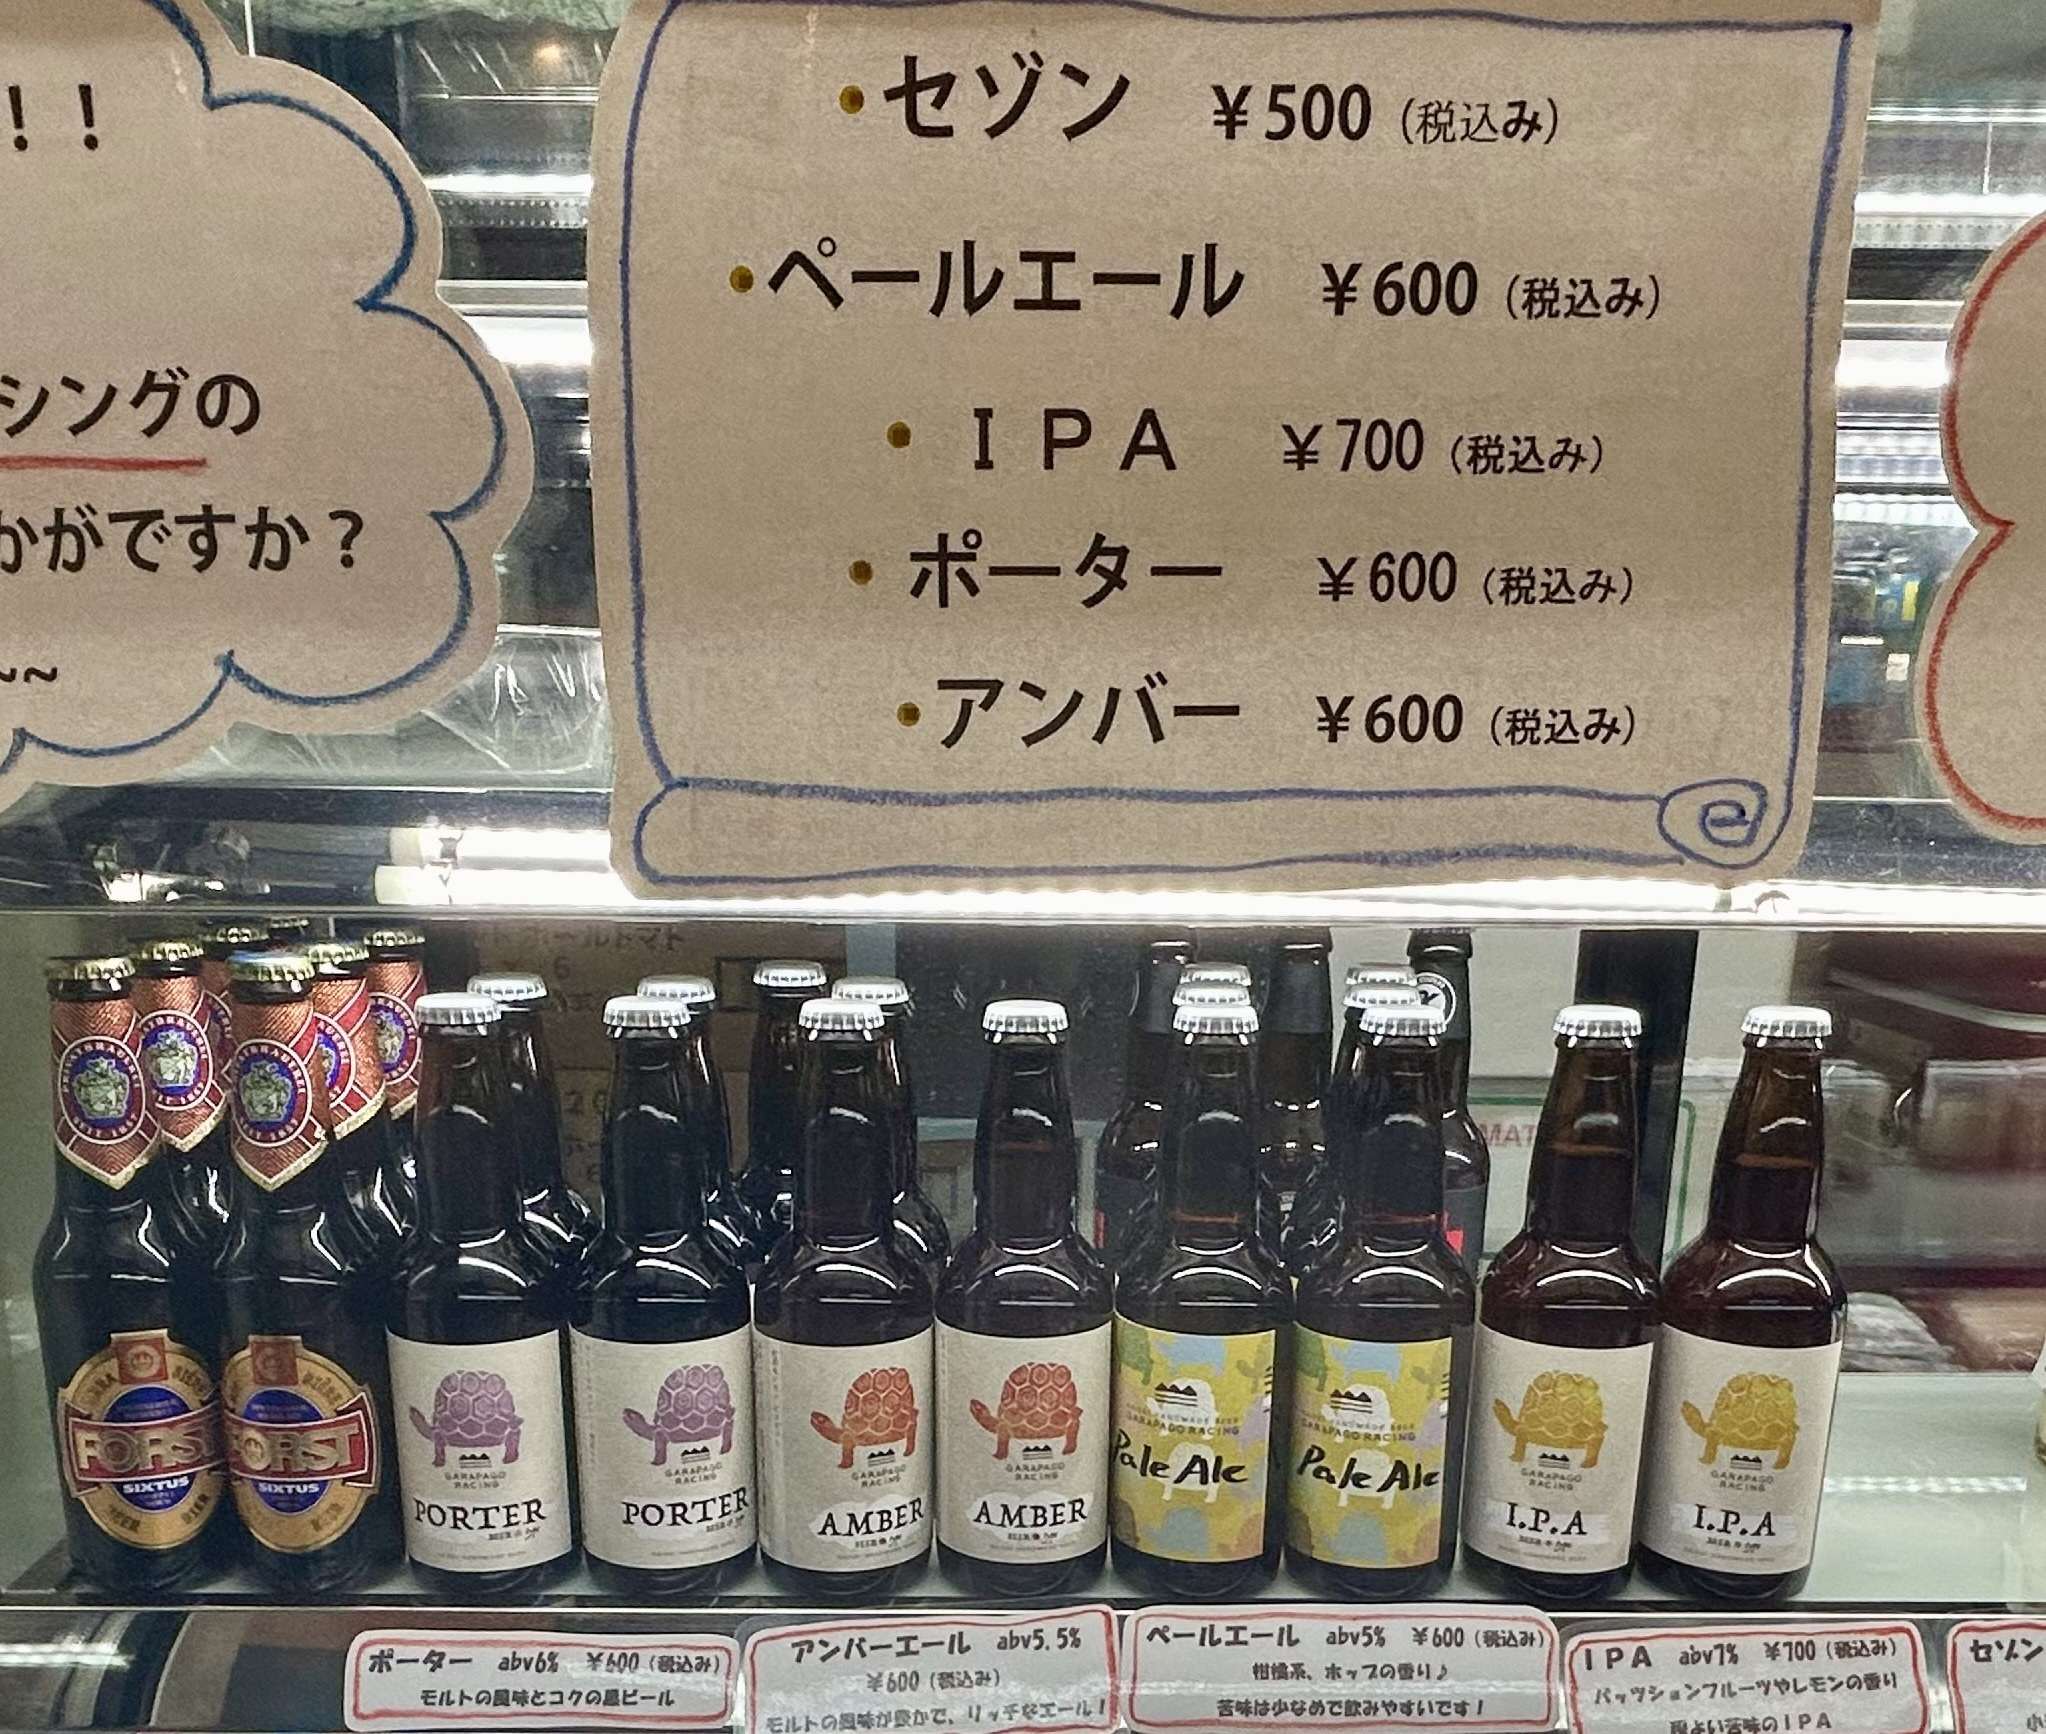 ！！
シングの
かがですか？
~~
・セゾン ￥500（税込み）
・ペールエール ￥600（税込み）
・ＩＰＡ ￥700（税込み）
・ポーター ￥600（税込み）
・アンバー ￥600（税込み）
FORST
SIXTUS
FORST
SIXTUS
GARAPAGO
RACING
PORTER
GARAPAGO
RACING
PORTER
GARAPAGO
RACING
AMBER
GARAPAGO
RACING
AMBER
GARAPAGO RACING
Pale Ale
GARAPAGO RACING
Pale Ale
GARAPAGO
RACING
I.P.A
GARAPAGO
RACING
I.P.A
ポーター abv6% ￥600（税込み）
モルトの風味とコクの黒ビール
アンバーエール abv5.5%
￥600（税込み）
モルトの風味が豊かで、リッチなエール！
ペールエール abv5% ￥600（税込み）
柑橘系、ホップの香り♪
苦味は少なめで飲みやすいです！
ＩＰＡ abv7% ￥700（税込み）
パッションフルーツやレモンの香り
程よい苦味のＩＰＡ
セゾン